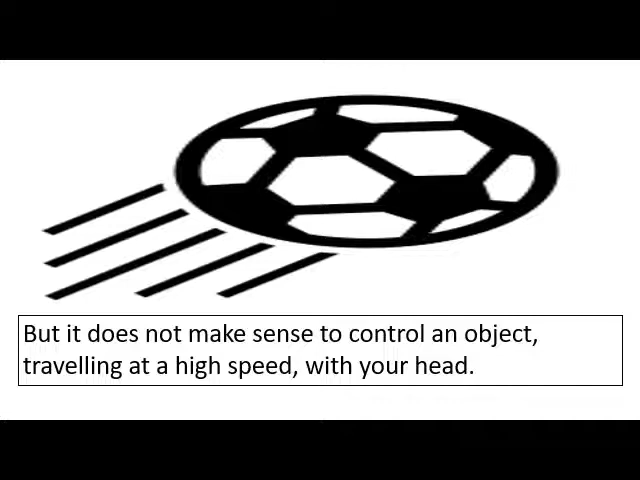 But it does not make sense to control an object,
travelling at a high speed, with your head.